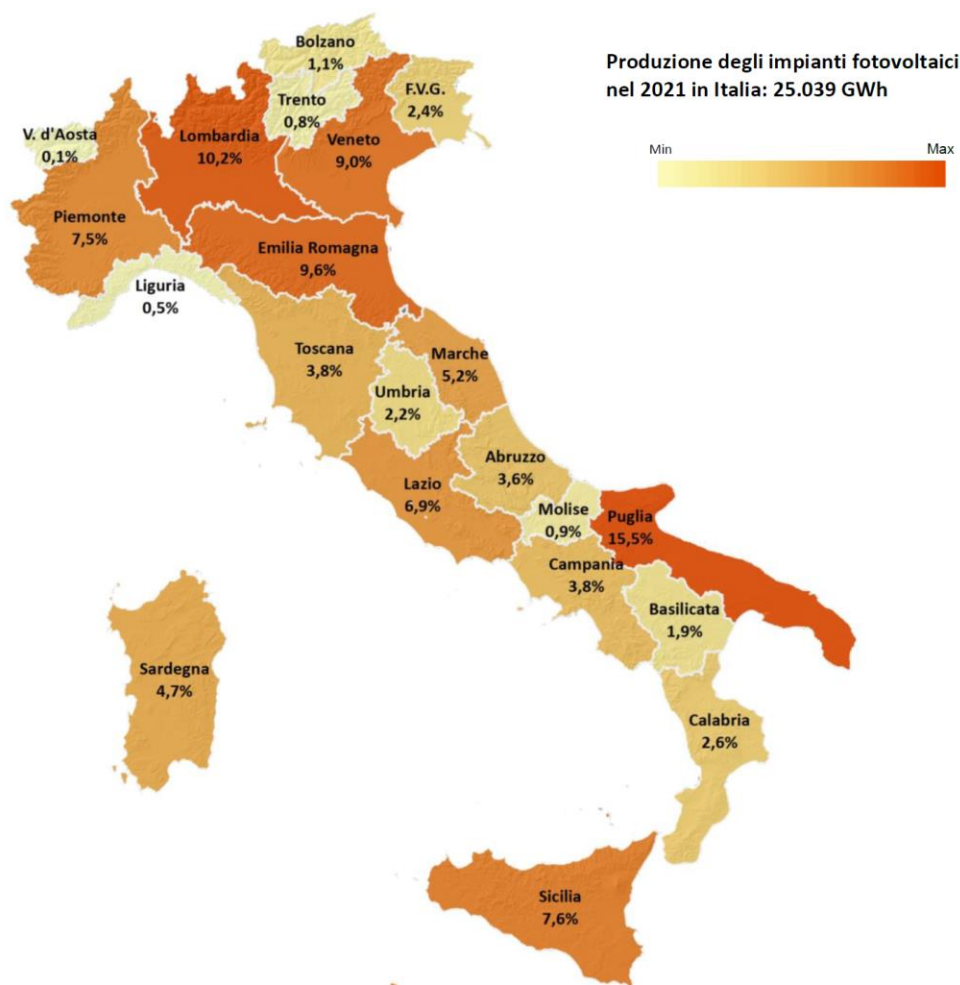 Produzione degli impianti fotovoltaici
nel 2021 in Italia: 25.039 GWh
Min
Max
Bolzano
1,1%
F.V.G.
2,4%
Trento
0,8%
V. d'Aosta
0,1%
Lombardia
10,2%
Veneto
9,0%
Piemonte
7,5%
Emilia Romagna
9,6%
Liguria
0,5%
Toscana
3,8%
Marche
5,2%
Umbria
2,2%
Abruzzo
3,6%
Lazio
6,9%
Molise
0,9%
Puglia
15,5%
Campania
3,8%
Basilicata
1,9%
Sardegna
4,7%
Calabria
2,6%
Sicilia
7,6%